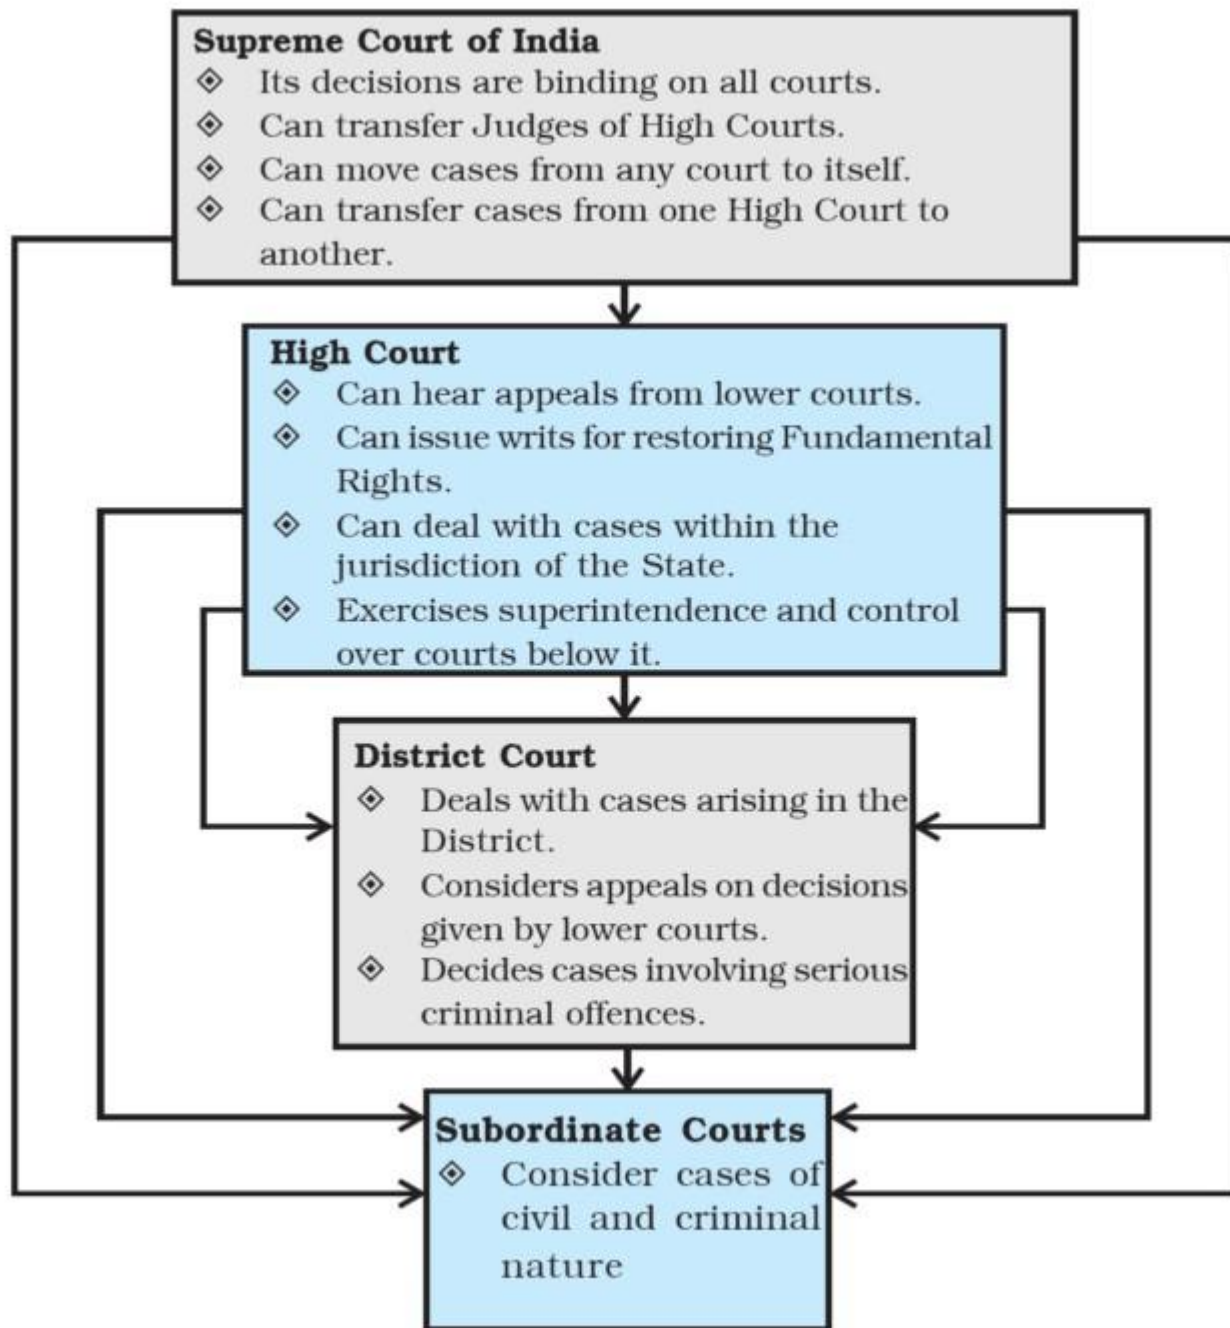 Supreme Court of India
◈ Its decisions are binding on all courts.
◈ Can transfer Judges of High Courts.
◈ Can move cases from any court to itself.
◈ Can transfer cases from one High Court to
another.
High Court
◈ Can hear appeals from lower courts.
◈ Can issue writs for restoring Fundamental
Rights.
◈ Can deal with cases within the
jurisdiction of the State.
◈ Exercises superintendence and control
over courts below it.
District Court
◈ Deals with cases arising in the
District.
◈ Considers appeals on decisions
given by lower courts.
◈ Decides cases involving serious
criminal offences.
Subordinate Courts
◈ Consider cases of
civil and criminal
nature